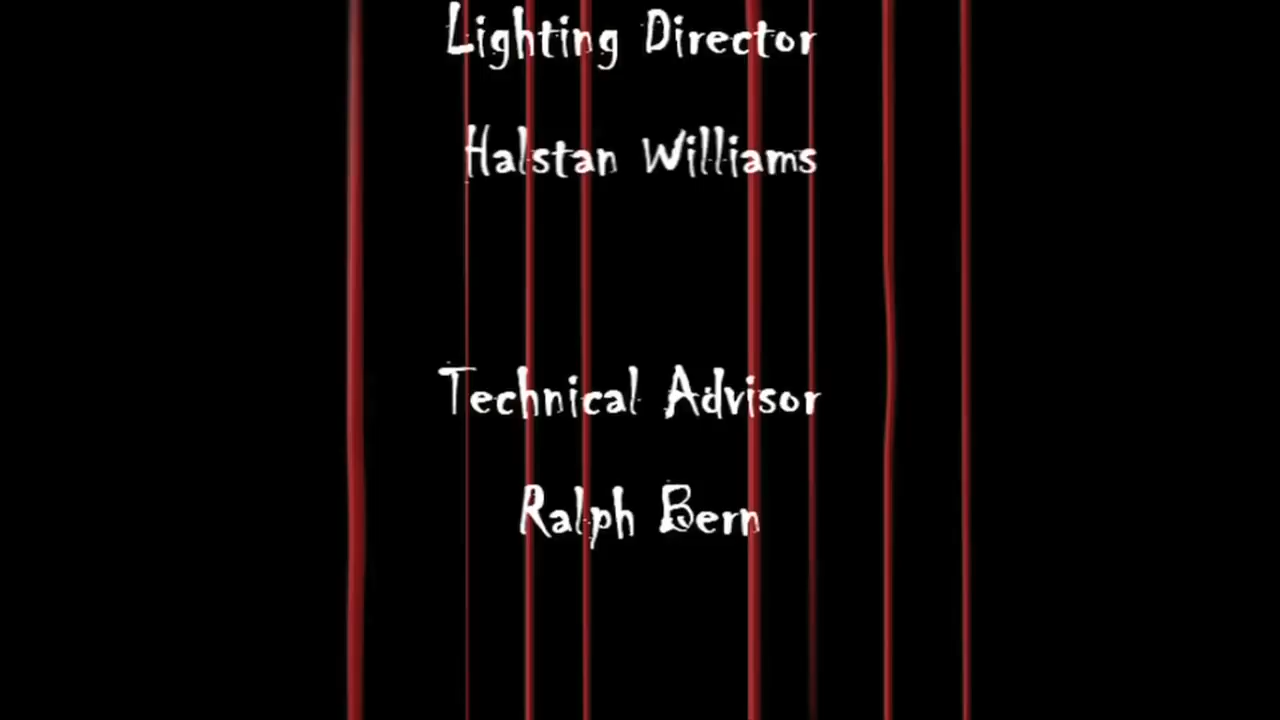 Lighting Director
Halstan Williams
Technical Advisor
Ralph Bern